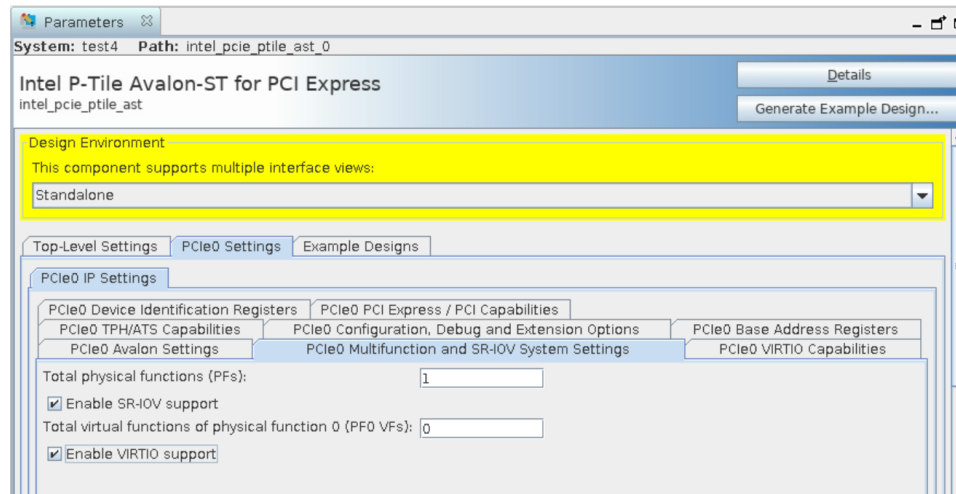 Parameters
System: test4 Path: intel_pcie_ptile_ast_0
Intel P-Tile Avalon-ST for PCI Express
intel_pcie_ptile_ast
Details
Generate Example Design...
Design Environment
This component supports multiple interface views:
Standalone
Top-Level Settings PCIe0 Settings Example Designs
PCIe0 IP Settings
PCIe0 Device Identification Registers PCIe0 PCI Express / PCI Capabilities
PCIe0 TPH/ATS Capabilities PCIe0 Configuration, Debug and Extension Options PCIe0 Base Address Registers
PCIe0 Avalon Settings PCIe0 Multifunction and SR-IOV System Settings PCIe0 VIRTIO Capabilities
Total physical functions (PFs): 1
Enable SR-IOV support
Total virtual functions of physical function 0 (PF0 VFs): 0
Enable VIRTIO support